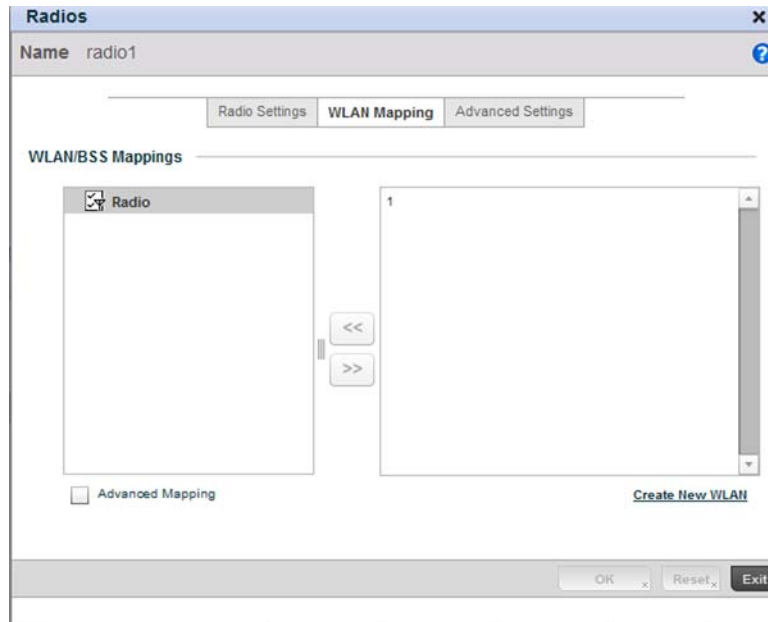 Radios
Name radio1
Radio Settings WLAN Mapping Advanced Settings
WLAN/BSS Mappings
Radio
1
<<
>>
Advanced Mapping
Create New WLAN
OK Reset Exit